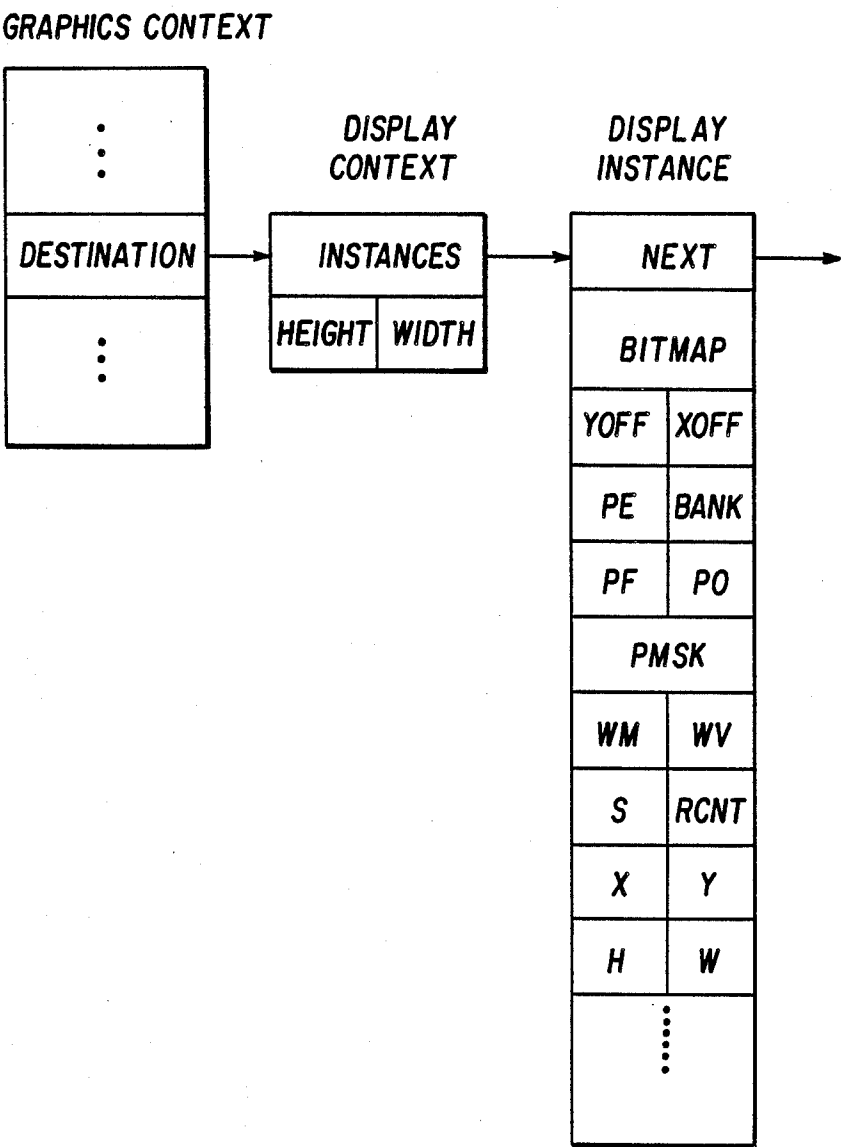 GRAPHICS CONTEXT
DESTINATION
DISPLAY
CONTEXT
INSTANCES
HEIGHT WIDTH
DISPLAY
INSTANCE
NEXT
BITMAP
YOFF XOFF
PE BANK
PF PO
PMSK
WM WV
S RCNT
X Y
H W